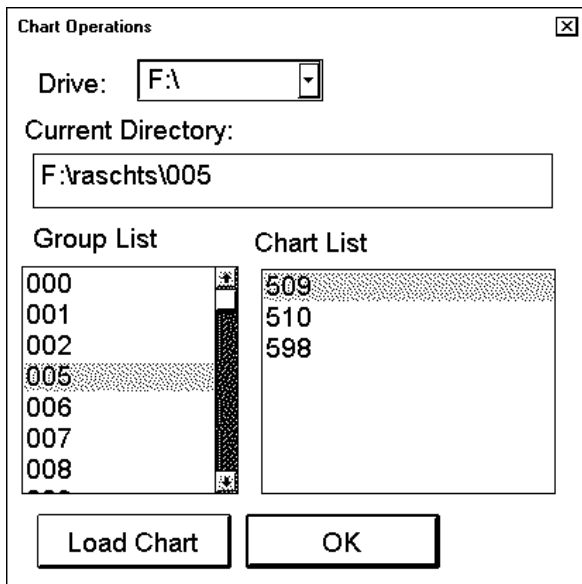 Chart Operations
Drive: F:\
Current Directory:
F:\raschts\005
Group List
000
001
002
005
006
007
008
Chart List
509
510
598
Load Chart
OK